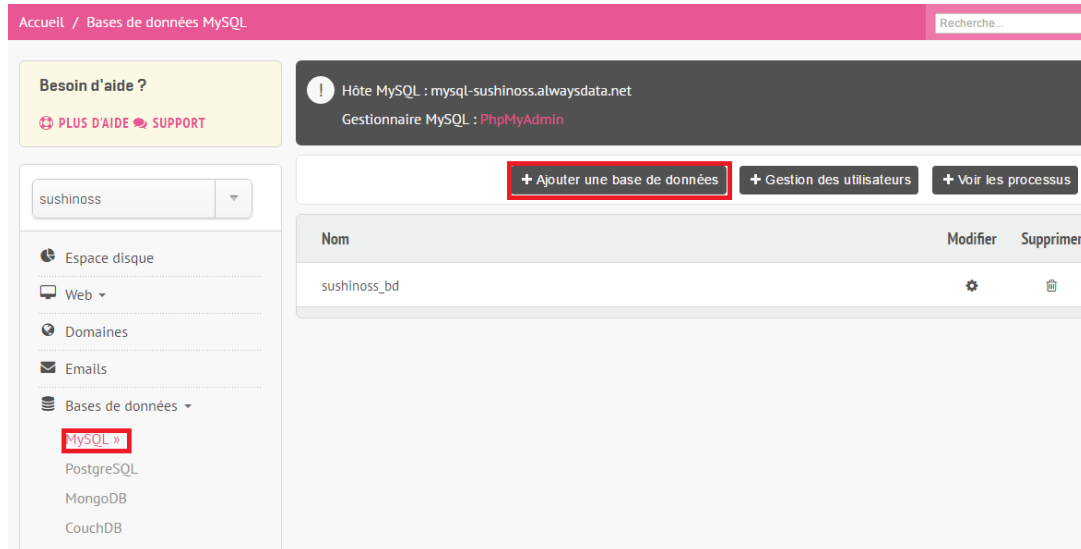 Accueil / Bases de données MySQL
Recherche...
Besoin d'aide ?
PLUS D'AIDE SUPPORT
! Hôte MySQL : mysql-sushinoss.alwaysdata.net
Gestionnaire MySQL : PhpMyAdmin
+ Ajouter une base de données + Gestion des utilisateurs + Voir les processus
sushinoss
Nom Modifier Supprimer
sushinoss_bd
Espace disque
Web
Domaines
Emails
Bases de données
MySQL »
PostgreSQL
MongoDB
CouchDB